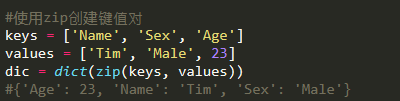 #使用zip创建键值对
keys = ['Name', 'Sex', 'Age']
values = ['Tim', 'Male', 23]
dic = dict(zip(keys, values))
#{'Age': 23, 'Name': 'Tim', 'Sex': 'Male'}